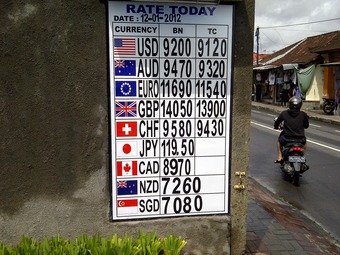 RATE TODAY
DATE : 12-01-2012
CURRENCY BN TC
USD 9200 9120
AUD 9470 9320
EURO 11690 11540
GBP 14050 13900
CHF 9580 9430
JPY 119.50
CAD 8970
NZD 7260
SGD 7080